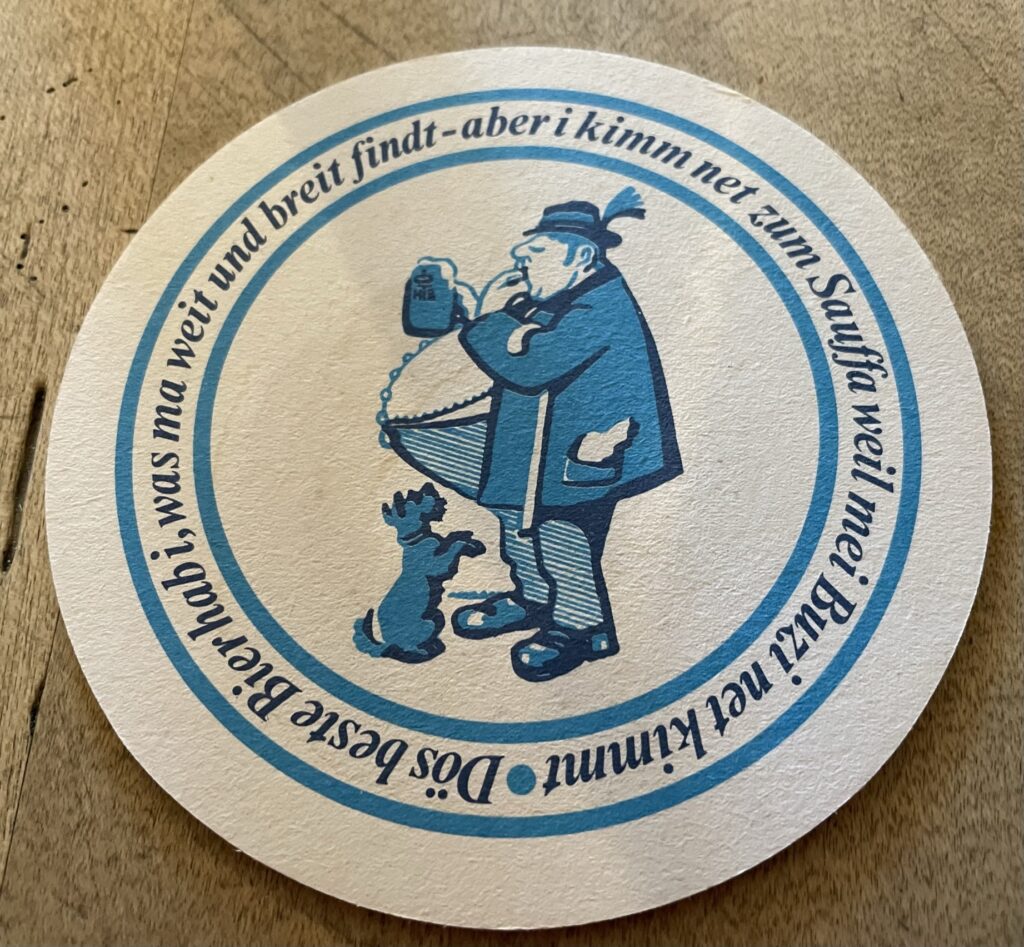 Dös beste Bier hab i, was ma weit und breit findt - aber i kimm net zum Sauffa weil mei Buzi net kimmt •